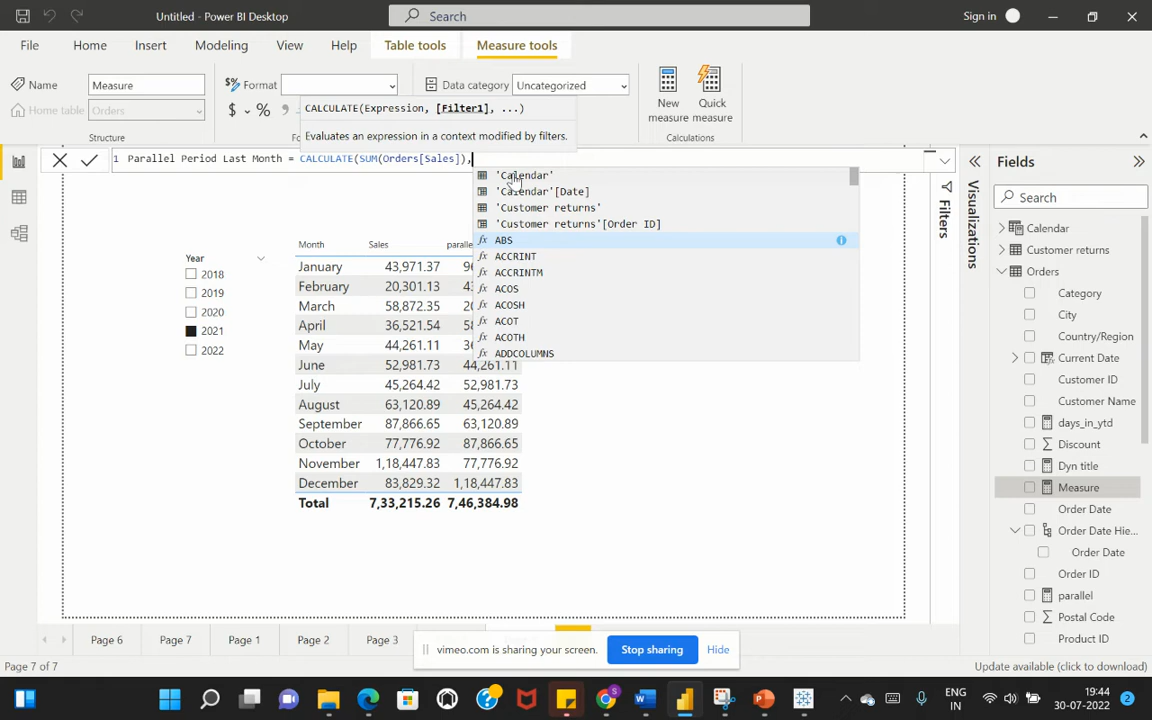 Untitled - Power BI Desktop
Search
Sign in
File
Home
Insert
Modeling
View
Help
Table tools
Measure tools
Name
Measure
Format
Data category
Uncategorized
Home table
Orders
$
%
New measure
Quick measure
Structure
Calculations
CALCULATE(Expression, [Filter1], ...)
Evaluates an expression in a context modified by filters.
1 Parallel Period Last Month = CALCULATE(SUM(Orders[Sales]),
'Calendar'
'Calendar'[Date]
'Customer returns'
'Customer returns'[Order ID]
ABS
ACCRINT
ACCRINTM
ACOS
ACOSH
ACOT
ACOTH
ADDCOLUMNS
Year
2018
2019
2020
2021
2022
Month Sales
January 43,971.37
February 20,301.13
March 58,872.35
April 36,521.54
May 44,261.11
June 52,981.73 44,261.11
July 45,264.42 52,981.73
August 63,120.89 45,264.42
September 87,866.65 63,120.89
October 77,776.92 87,866.65
November 1,18,447.83 77,776.92
December 83,829.32 1,18,447.83
Total 7,33,215.26 7,46,384.98
Filters
Visualizations
Fields
Search
Calendar
Customer returns
Orders
Category
City
Country/Region
Current Date
Customer ID
Customer Name
days_in_ytd
Discount
Dyn title
Measure
Order Date
Order Date Hie...
Order Date
Order ID
parallel
Postal Code
Product ID
Page 6
Page 7
Page 1
Page 2
Page 3
vimeo.com is sharing your screen.
Stop sharing
Hide
Page 7 of 7
Update available (click to download)
ENG
IN
19:44
30-07-2022
2